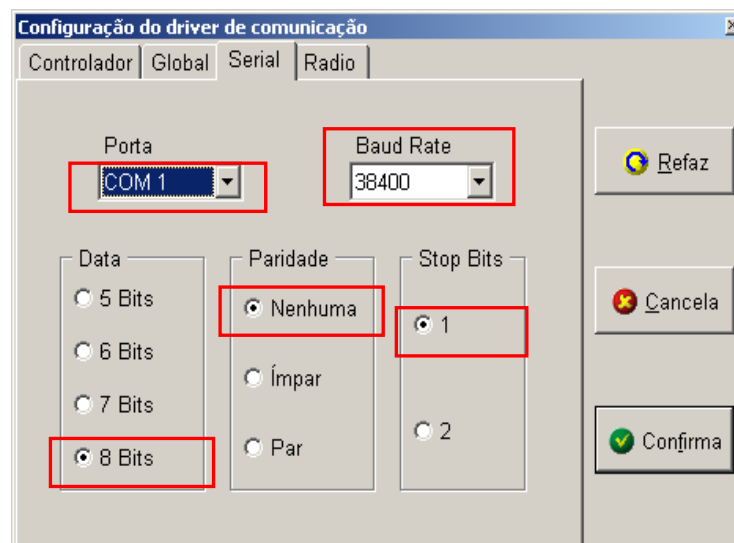 Configuração do driver de comunicação
Controlador Global Serial Radio
Porta
COM 1
Baud Rate
38400
Data
5 Bits
6 Bits
7 Bits
8 Bits
Paridade
Nenhuma
Ímpar
Par
Stop Bits
1
2
Refaz
Cancela
Confirma